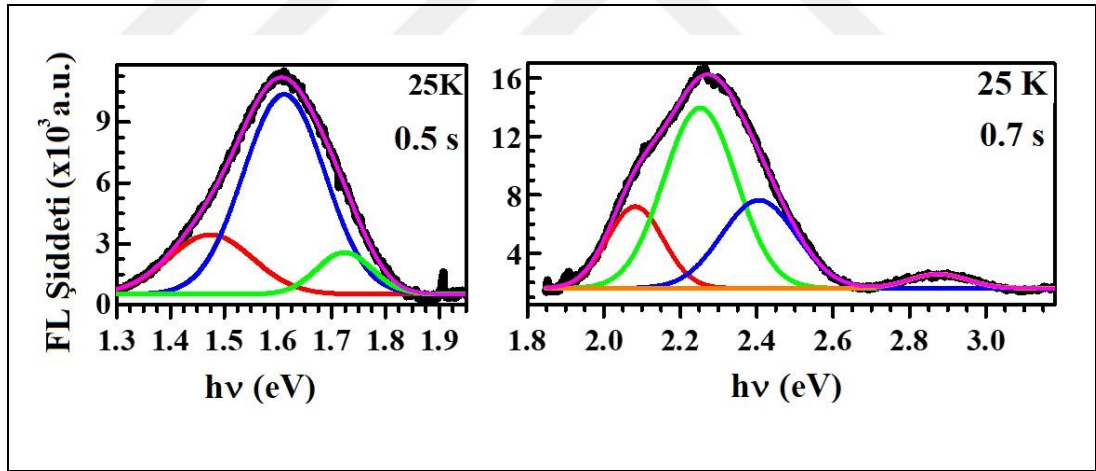 FL Şiddeti (x10³ a.u.)
25K
0.5 s
9
6
3
0
1.3 1.4 1.5 1.6 1.7 1.8 1.9
hν (eV)
25 K
0.7 s
16
12
8
4
1.8 2.0 2.2 2.4 2.6 2.8 3.0
hν (eV)